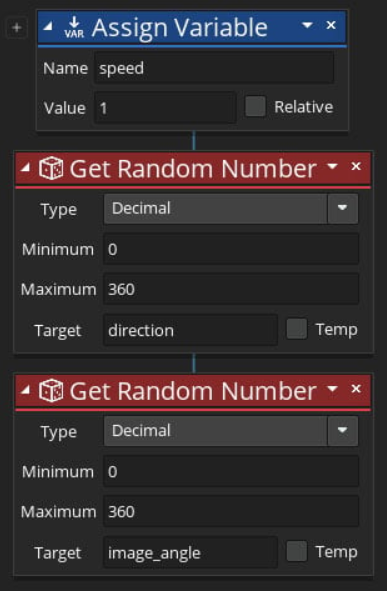 Assign Variable
Name speed
Value 1 Relative
Get Random Number
Type Decimal
Minimum 0
Maximum 360
Target direction Temp
Get Random Number
Type Decimal
Minimum 0
Maximum 360
Target image_angle Temp